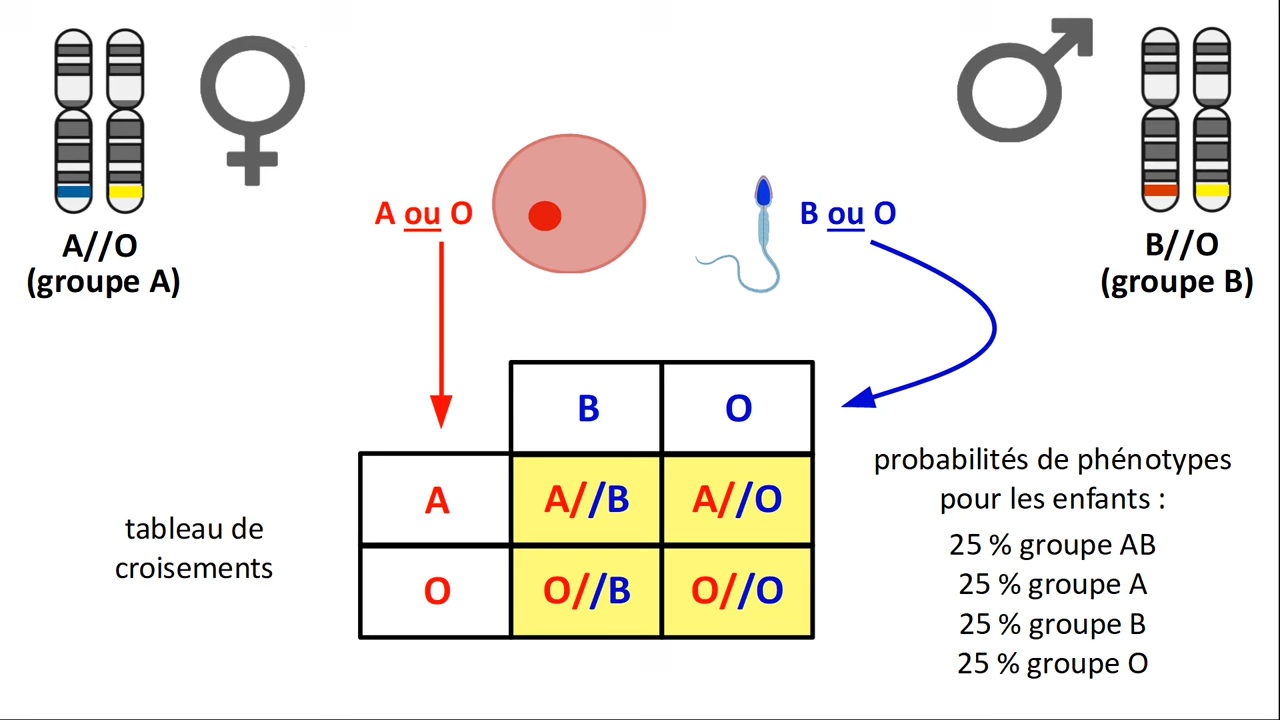 A//O
(groupe A)
A ou O
B ou O
B//O
(groupe B)
B O
A A//B A//O
O O//B O//O
tableau de
croisements
probabilités de phénotypes
pour les enfants :
25 % groupe AB
25 % groupe A
25 % groupe B
25 % groupe O